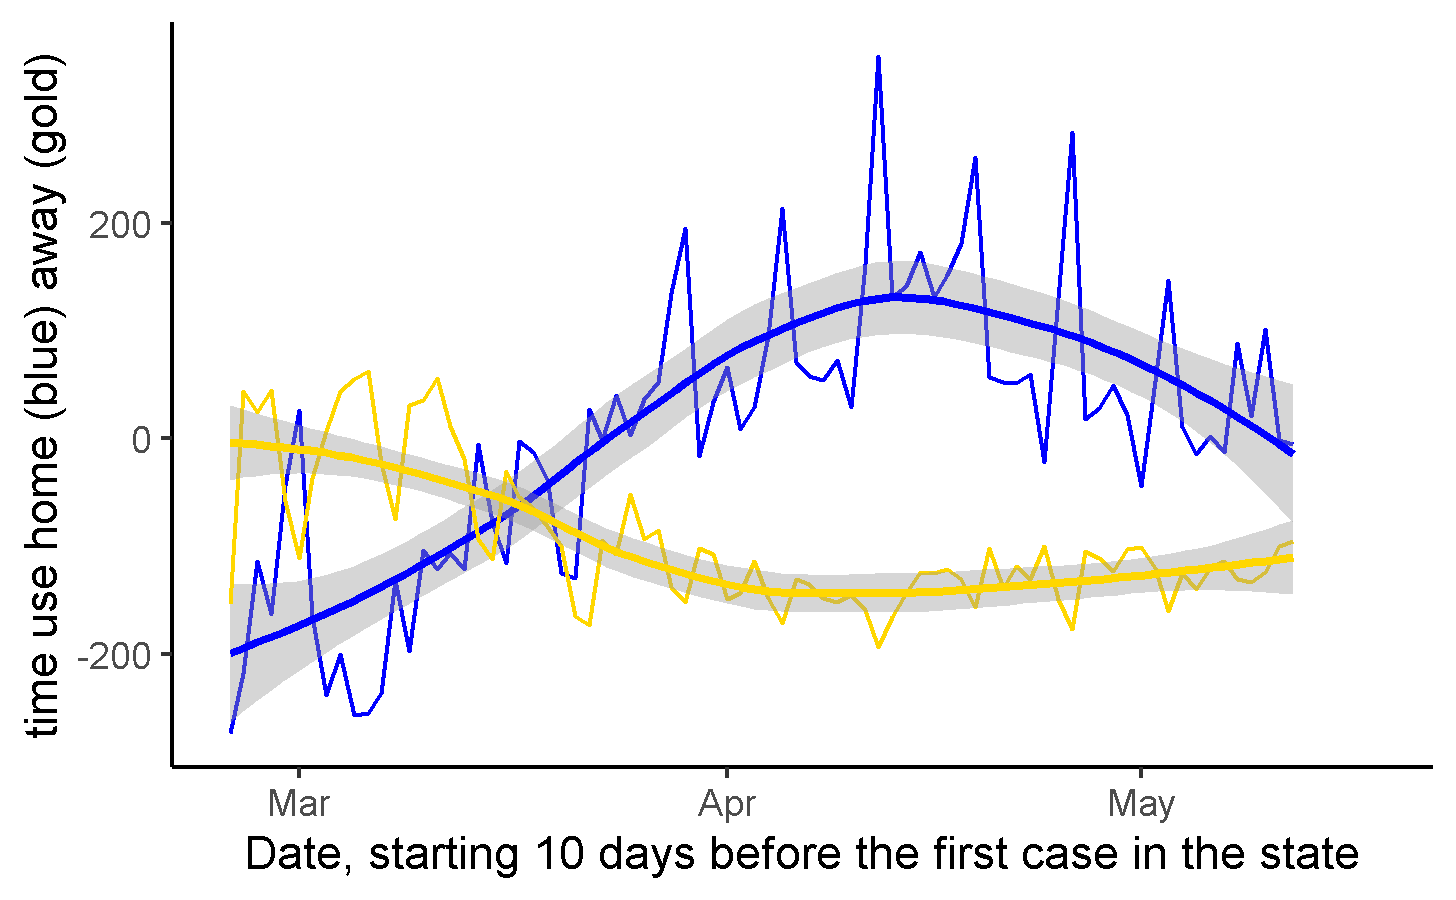 time use home (blue) away (gold)
200
0
-200
Mar
Apr
May
Date, starting 10 days before the first case in the state